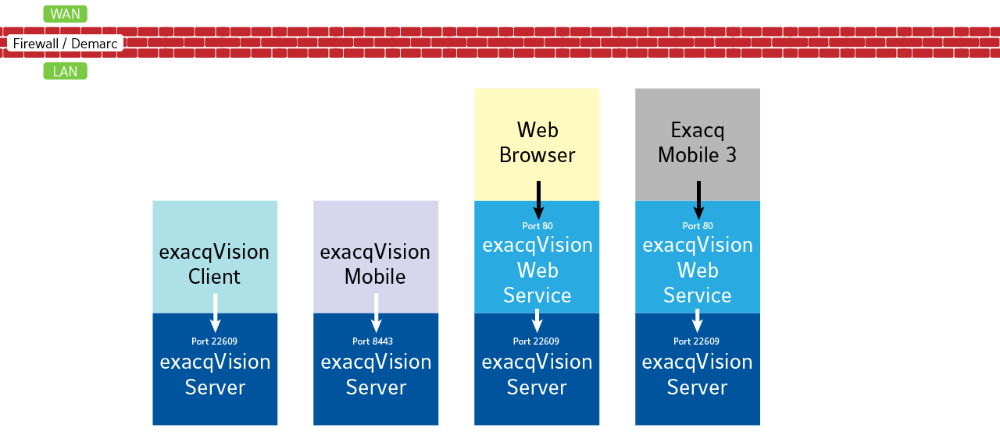 WAN
Firewall / Demarc
LAN
Web
Browser
Port 80
exacqVision
Web
Service
Exacq
Mobile 3
Port 80
exacqVision
Web
Service
exacqVision
Client
Port 22609
exacqVision
Server
exacqVision
Mobile
Port 8443
exacqVision
Server
Port 22609
exacqVision
Server
Port 22609
exacqVision
Server